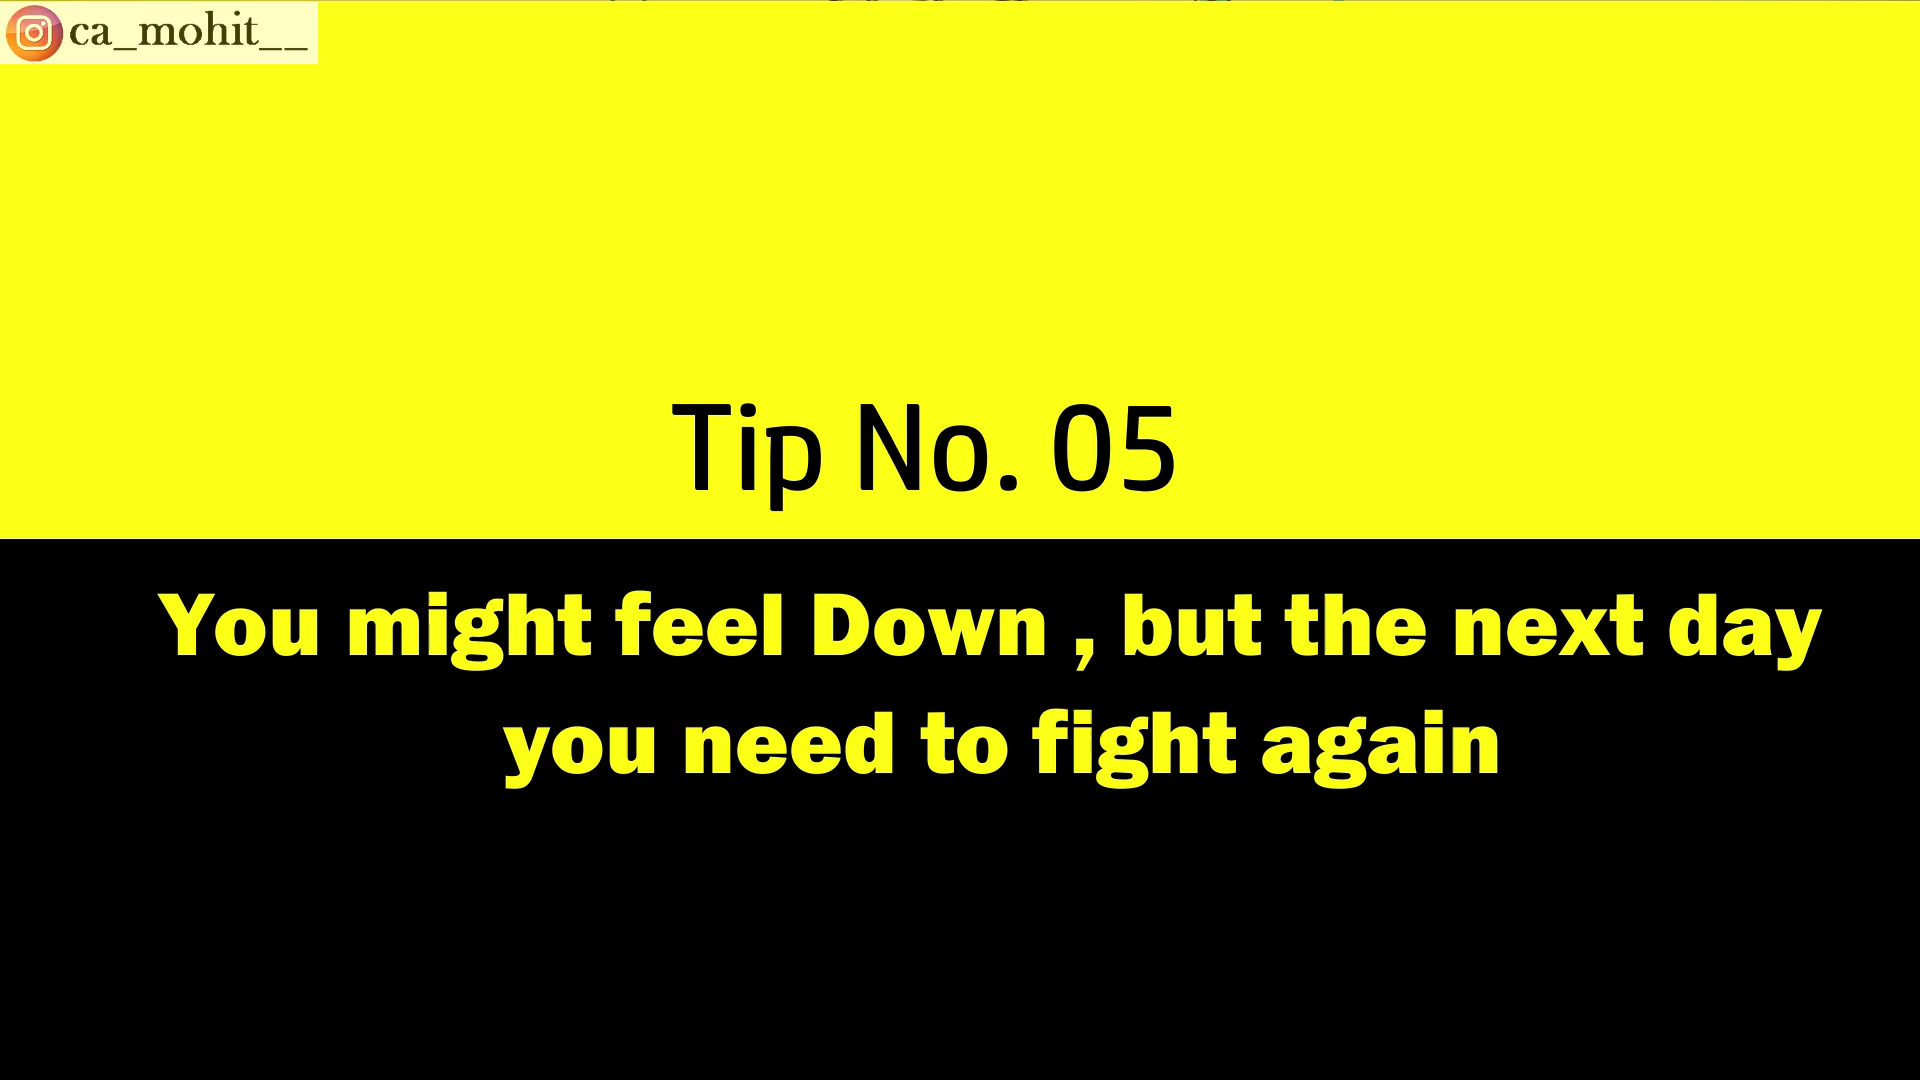 ca_mohit__
Tip No. 05
You might feel Down , but the next day
you need to fight again